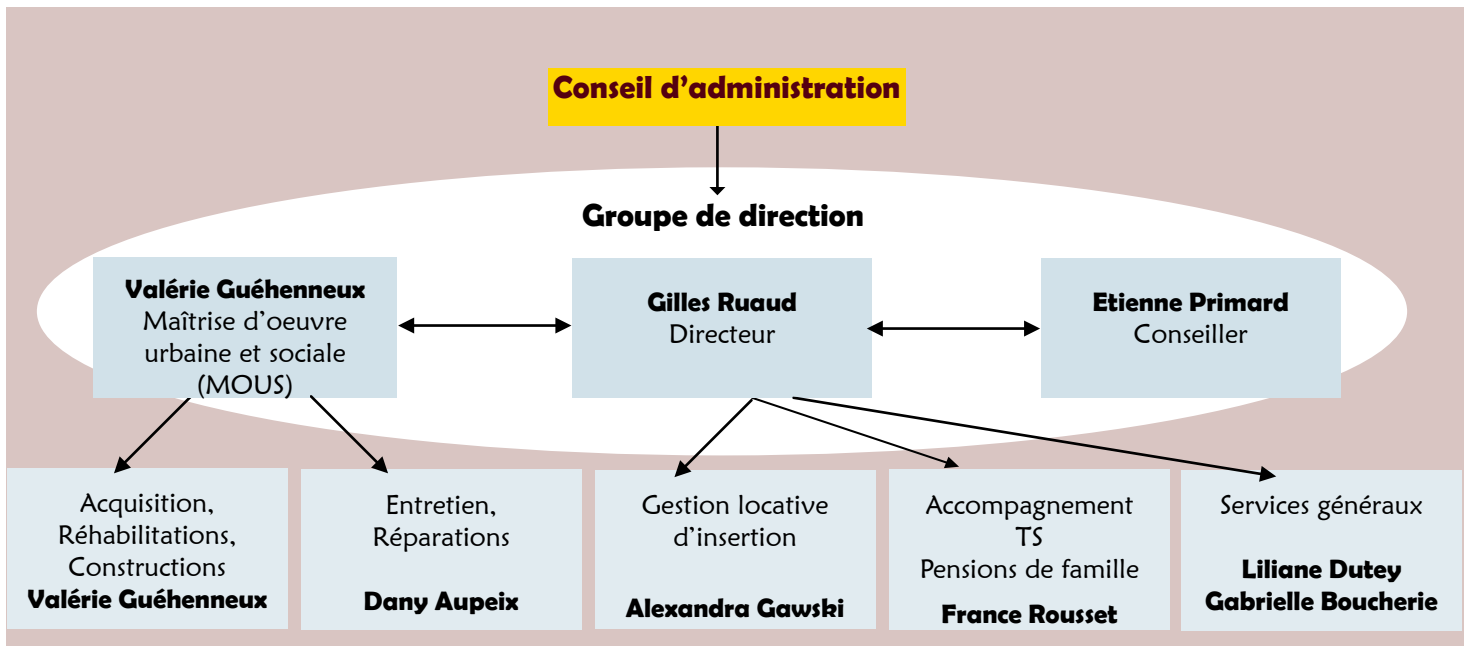 Conseil d'administration
Groupe de direction
Valérie Guéhenneux
Maîtrise d'oeuvre
urbaine et sociale
(MOUS)
Gilles Ruaud
Directeur
Etienne Primard
Conseiller
Acquisition,
Réhabilitations,
Constructions
Valérie Guéhenneux
Entretien,
Réparations
Dany Aupeix
Gestion locative
d'insertion
Alexandra Gawski
Accompagnement
TS
Pensions de famille
France Rousset
Services généraux
Liliane Dutey
Gabrielle Boucherie